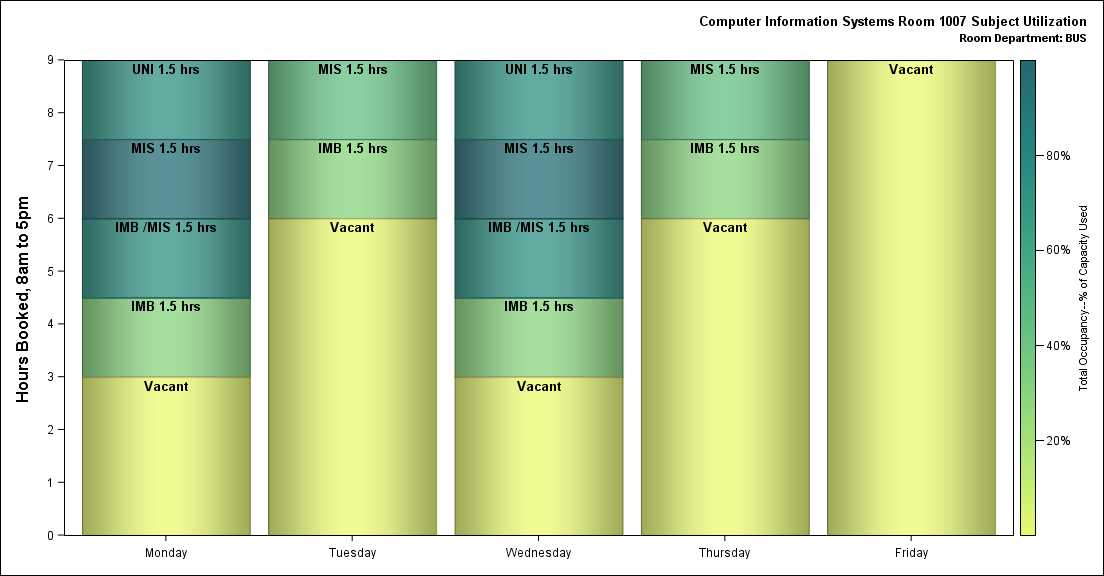 Computer Information Systems Room 1007 Subject Utilization
Room Department: BUS
Hours Booked, 8am to 5pm
9
8
7
6
5
4
3
2
1
0
UNI 1.5 hrs
MIS 1.5 hrs
IMB /MIS 1.5 hrs
IMB 1.5 hrs
Vacant
MIS 1.5 hrs
IMB 1.5 hrs
Vacant
UNI 1.5 hrs
MIS 1.5 hrs
IMB /MIS 1.5 hrs
IMB 1.5 hrs
Vacant
MIS 1.5 hrs
IMB 1.5 hrs
Vacant
Vacant
Monday
Tuesday
Wednesday
Thursday
Friday
80%
60%
40%
20%
Total Occupancy--% of Capacity Used